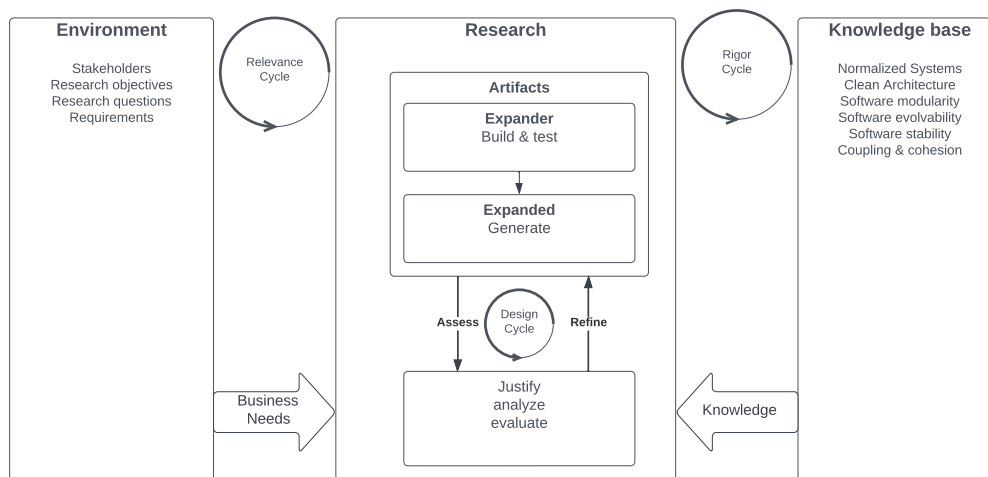 Environment
Stakeholders
Research objectives
Research questions
Requirements
Relevance
Cycle
Research
Artifacts
Expander
Build & test
Expanded
Generate
Assess
Design
Cycle
Refine
Justify
analyze
evaluate
Rigor
Cycle
Knowledge base
Normalized Systems
Clean Architecture
Software modularity
Software evolvability
Software stability
Coupling & cohesion
Business
Needs
Knowledge